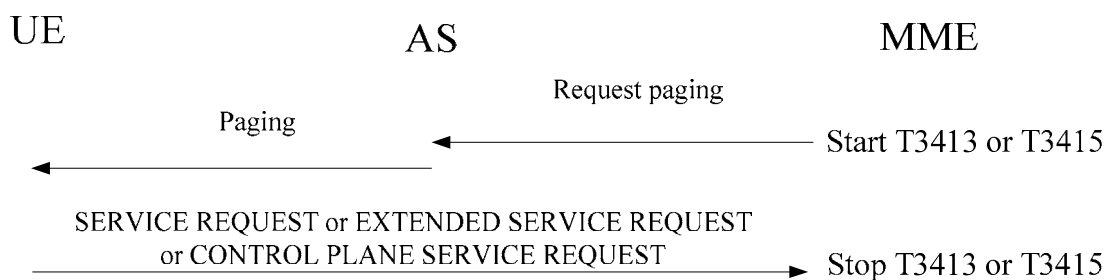 UE
AS
MME
Request paging
Paging
Start T3413 or T3415
SERVICE REQUEST or EXTENDED SERVICE REQUEST
or CONTROL PLANE SERVICE REQUEST
Stop T3413 or T3415